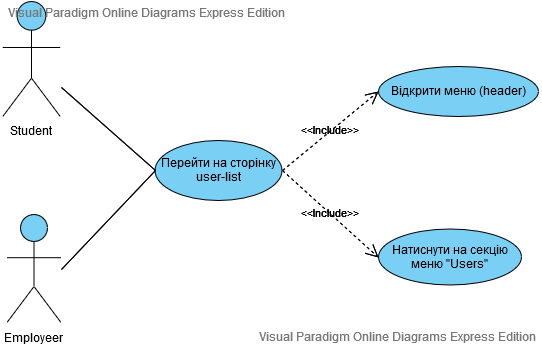 Visual Paradigm Online Diagrams Express Edition
Відкрити меню (header)
Student
<<Include>>
Перейти на сторінку
user-list
<<Include>>
Натиснути на секцію
меню "Users"
Employeer
Visual Paradigm Online Diagrams Express Edition